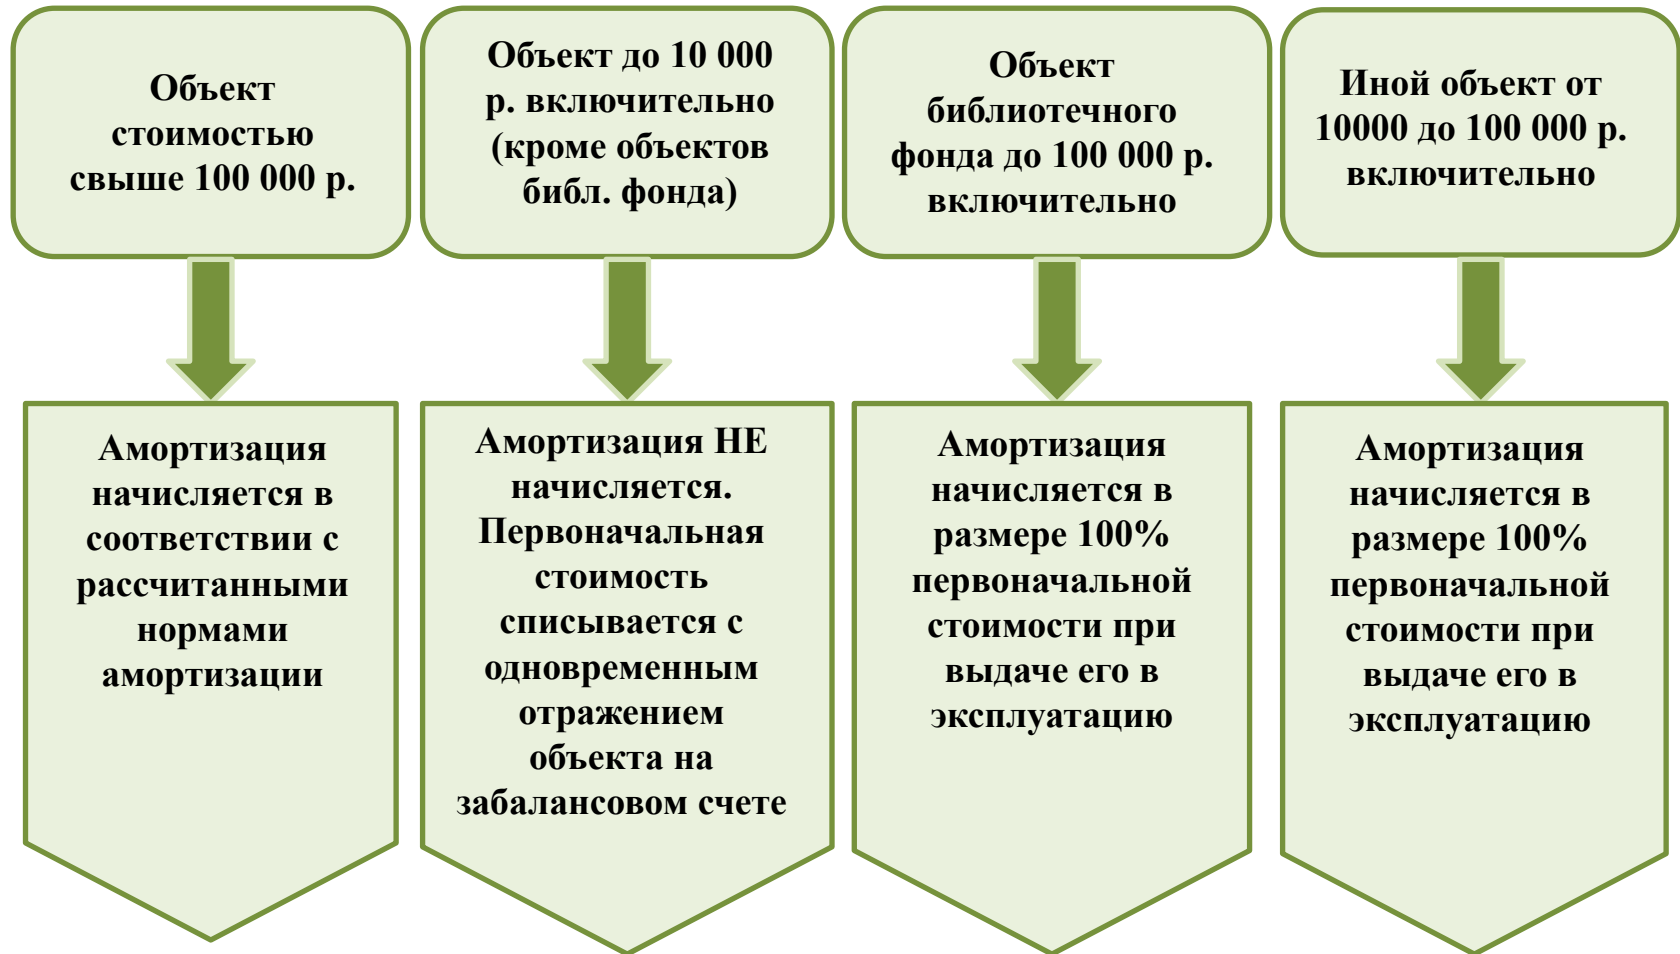 Объект
стоимостью
свыше 100 000 р.
Амортизация
начисляется в
соответствии с
рассчитанными
нормами
амортизации
Объект до 10 000
р. включительно
(кроме объектов
библ. фонда)
Амортизация НЕ
начисляется.
Первоначальная
стоимость
списывается с
одновременным
отражением
объекта на
забалансовом счете
Объект
библиотечного
фонда до 100 000 р.
включительно
Амортизация
начисляется в
размере 100%
первоначальной
стоимости при
выдаче его в
эксплуатацию
Иной объект от
10000 до 100 000 р.
включительно
Амортизация
начисляется в
размере 100%
первоначальной
стоимости при
выдаче его в
эксплуатацию